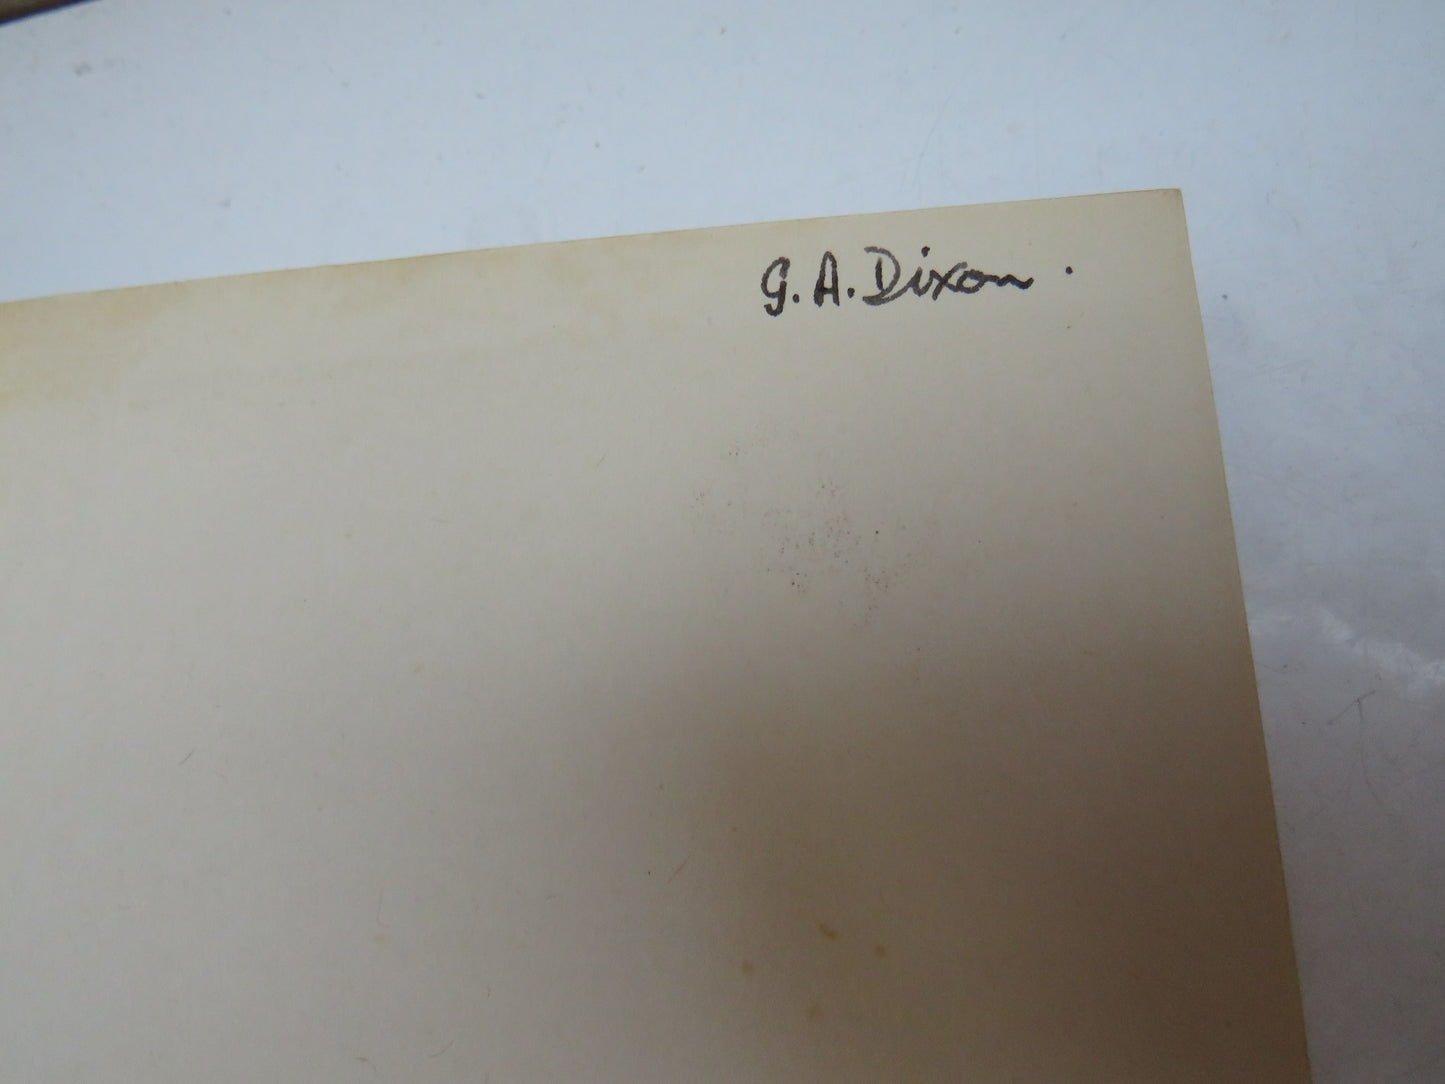 G. A. Dixon.